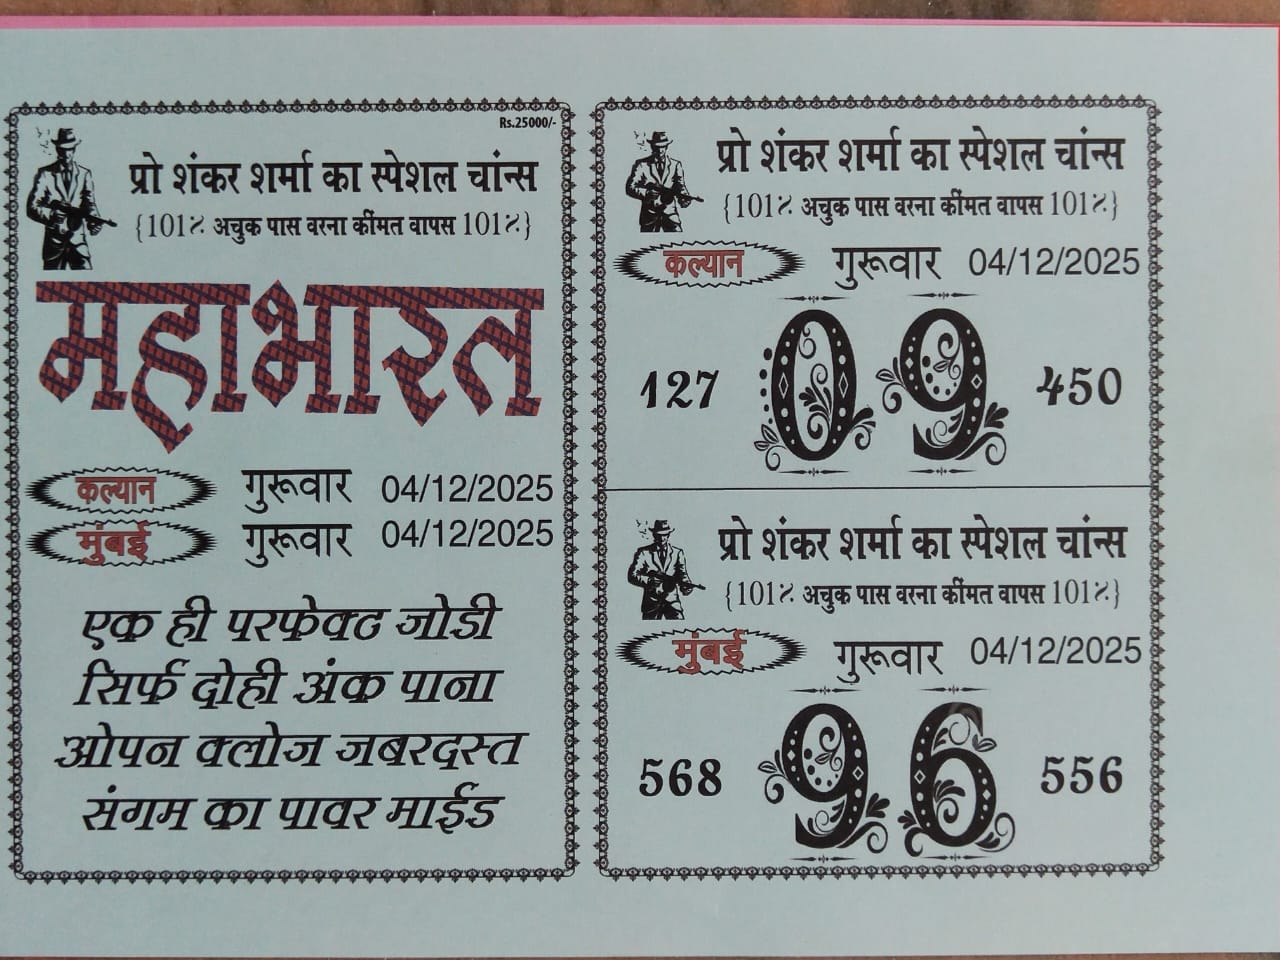 Rs.25000/-
प्रो शंकर शर्मा का स्पेशल चांन्स
{101% अचुक पास वरना कींमत वापस 101%}
महाभारत
कल्यान गुरूवार 04/12/2025
मुंबई गुरूवार 04/12/2025
एक ही परफेक्ट जोडी
सिर्फ दोही अंक पाना
ओपन क्लोज जबरदस्त
संगम का पावर माईंड
प्रो शंकर शर्मा का स्पेशल चांन्स
{101% अचुक पास वरना कींमत वापस 101%}
कल्यान गुरूवार 04/12/2025
127 09 450
प्रो शंकर शर्मा का स्पेशल चांन्स
{101% अचुक पास वरना कींमत वापस 101%}
मुंबई गुरूवार 04/12/2025
568 96 556